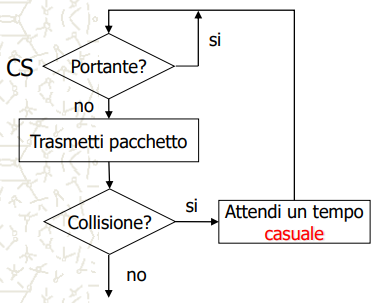 si
CS
Portante?
no
Trasmetti pacchetto
Collisione?
si
Attendi un tempo
casuale
no